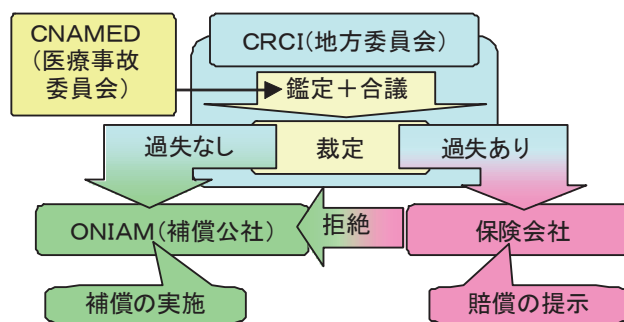 CNAMED
(医療事故
委員会)
CRCI(地方委員会)
鑑定＋合議
過失なし
裁定
過失あり
ONIAM(補償公社)
拒絶
保険会社
補償の実施
賠償の提示